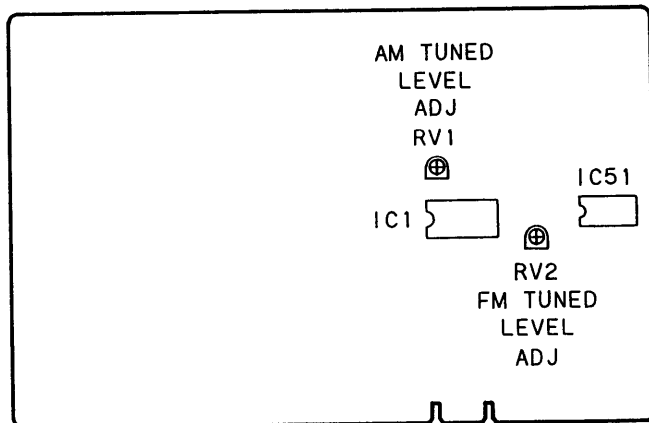 AM TUNED
LEVEL
ADJ
RV1
IC51
IC1
RV2
FM TUNED
LEVEL
ADJ